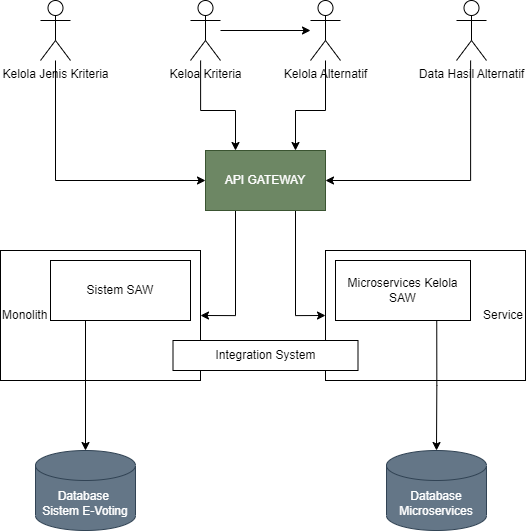 Kelola Jenis Kriteria
Keloa Kriteria
Kelola Alternatif
Data Hasil Alternatif
API GATEWAY
Sistem SAW
Monolith
Microservices Kelola
SAW
Service
Integration System
Database
Sistem E-Voting
Database
Microservices